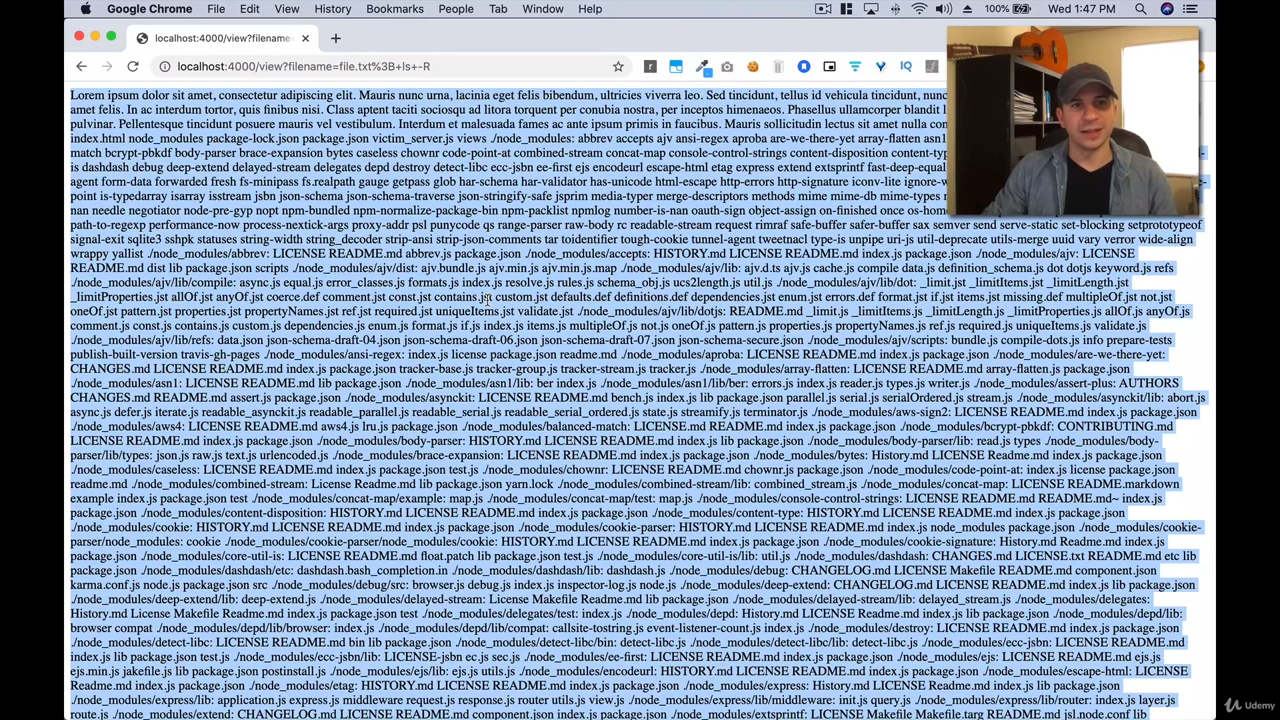 Google Chrome File Edit View History Bookmarks People Tab Window Help 100% Wed 1:47 PM
localhost:4000/view?filename=
localhost:4000/view?filename=file.txt%3B+ls+-R
Lorem ipsum dolor sit amet, consectetur adipiscing elit. Mauris nunc urna, lacinia eget felis bibendum, ultricies viverra leo. Sed tincidunt, tellus id vehicula tincidunt, nunc
amet felis. In ac interdum tortor, quis finibus nisi. Class aptent taciti sociosqu ad litora torquent per conubia nostra, per inceptos himenaeos. Phasellus ullamcorper blandit
pulvinar. Pellentesque tincidunt posuere mauris vel vestibulum. Interdum et malesuada fames ac ante ipsum primis in faucibus. Mauris sollicitudin lectus sit amet nulla
index.html node_modules package-lock.json package.json victim_server.js views ./node_modules: abbrev accepts ajv ansi-regex aproba are-we-there-yet array-flatten asn1
match bcrypt-pbkdf body-parser brace-expansion bytes caseless chownr code-point-at combined-stream concat-map console-control-strings content-disposition
is dashdash debug deep-extend delayed-stream delegates depd destroy detect-libc ecc-jsbn ee-first ejs encodeurl escape-html etag express extend extsprintf fast-deep-equal
agent form-data forwarded fresh fs-minipass fs.realpath gauge getpass glob har-schema har-validator has-unicode html-escape http-errors http-signature iconv-lite
point is-typedarray isarray isstream jsbn json-schema json-schema-traverse json-stringify-safe jsprim media-typer merge-descriptors methods mime mime-db mime-types
nan needle negotiator node-pre-gyp nopt npm-bundled npm-normalize-package-bin npm-packlist npmlog number-is-nan oauth-sign object-assign on-finished once
path-to-regexp performance-now process-nextick-args proxy-addr psl punycode qs range-parser raw-body rc readable-stream request rimraf safe-buffer safer-buffer sax semver send serve-static set-blocking setprototypeof
signal-exit sqlite3 sshpk statuses string-width string_decoder strip-ansi strip-json-comments tar toidentifier tough-cookie tunnel-agent tweetnacl type-is unpipe uri-js util-deprecate utils-merge uuid vary verror wide-align
wrappy yallist ./node_modules/abbrev: LICENSE README.md abbrev.js package.json ./node_modules/accepts: HISTORY.md LICENSE README.md index.js package.json ./node_modules/ajv: LICENSE
README.md dist lib package.json scripts ./node_modules/ajv/dist: ajv.bundle.js ajv.min.js ajv.min.js.map ./node_modules/ajv/lib: ajv.d.ts ajv.js cache.js compile data.js definition_schema.js dot dotjs keyword.js refs
./node_modules/ajv/lib/compile: async.js equal.js error_classes.js formats.js index.js resolve.js rules.js schema_obj.js ucs2length.js util.js ./node_modules/ajv/lib/dot: _limit.jst _limitItems.jst _limitLength.jst
_limitProperties.jst allOf.jst anyOf.jst coerce.def comment.jst const.jst contains.jst custom.jst defaults.def definitions.def dependencies.jst enum.jst errors.def format.jst if.jst items.jst missing.def multipleOf.jst not.jst
oneOf.jst pattern.jst properties.jst propertyNames.jst ref.jst required.jst uniqueItems.jst validate.jst ./node_modules/ajv/lib/dotjs: README.md _limit.js _limitItems.js _limitLength.js _limitProperties.js allOf.js anyOf.js
comment.js const.js contains.js custom.js dependencies.js enum.js format.js if.js index.js items.js multipleOf.js not.js oneOf.js pattern.js properties.js propertyNames.js ref.js required.js uniqueItems.js validate.js
./node_modules/ajv/lib/refs: data.json json-schema-draft-04.json json-schema-draft-06.json json-schema-draft-07.json json-schema-secure.json ./node_modules/ajv/scripts: bundle.js compile-dots.js info prepare-tests
publish-built-version travis-gh-pages ./node_modules/ansi-regex: index.js license package.json readme.md ./node_modules/aproba: LICENSE README.md index.js package.json ./node_modules/are-we-there-yet:
CHANGES.md LICENSE README.md index.js package.json tracker-base.js tracker-group.js tracker-stream.js tracker.js ./node_modules/array-flatten: LICENSE README.md array-flatten.js package.json
./node_modules/asn1: LICENSE README.md lib package.json ./node_modules/asn1/lib: ber index.js ./node_modules/asn1/lib/ber: errors.js index.js reader.js types.js writer.js ./node_modules/assert-plus: AUTHORS
CHANGES.md README.md assert.js package.json ./node_modules/asynckit: LICENSE README.md bench.js index.js lib package.json parallel.js serial.js serialOrdered.js stream.js ./node_modules/asynckit/lib: abort.js
async.js defer.js iterate.js readable_asynckit.js readable_parallel.js readable_serial.js readable_serial_ordered.js state.js streamify.js terminator.js ./node_modules/aws-sign2: LICENSE README.md index.js package.json
./node_modules/aws4: LICENSE README.md aws4.js lru.js package.json ./node_modules/balanced-match: LICENSE.md README.md index.js package.json ./node_modules/bcrypt-pbkdf: CONTRIBUTING.md
LICENSE README.md index.js package.json ./node_modules/body-parser: HISTORY.md LICENSE README.md index.js lib package.json ./node_modules/body-parser/lib: read.js types ./node_modules/body-
parser/lib/types: json.js raw.js text.js urlencoded.js ./node_modules/brace-expansion: LICENSE README.md index.js package.json ./node_modules/bytes: History.md LICENSE Readme.md index.js package.json
./node_modules/caseless: LICENSE README.md index.js package.json test.js ./node_modules/chownr: LICENSE README.md chownr.js package.json ./node_modules/code-point-at: index.js license package.json
readme.md ./node_modules/combined-stream: License Readme.md lib package.json yarn.lock ./node_modules/combined-stream/lib: combined_stream.js ./node_modules/concat-map: LICENSE README.markdown
example index.js package.json test ./node_modules/concat-map/example: map.js ./node_modules/concat-map/test: map.js ./node_modules/console-control-strings: LICENSE README.md README.md~ index.js
package.json ./node_modules/content-disposition: HISTORY.md LICENSE README.md index.js package.json ./node_modules/content-type: HISTORY.md LICENSE README.md index.js package.json
./node_modules/cookie: HISTORY.md LICENSE README.md index.js package.json ./node_modules/cookie-parser: HISTORY.md LICENSE README.md index.js node_modules package.json ./node_modules/cookie-
parser/node_modules: cookie ./node_modules/cookie-parser/node_modules/cookie: HISTORY.md LICENSE README.md index.js package.json ./node_modules/cookie-signature: History.md Readme.md index.js
package.json ./node_modules/core-util-is: LICENSE README.md float.patch lib package.json test.js ./node_modules/core-util-is/lib: util.js ./node_modules/dashdash: CHANGES.md LICENSE.txt README.md etc lib
package.json ./node_modules/dashdash/etc: dashdash.bash_completion.in ./node_modules/dashdash/lib: dashdash.js ./node_modules/debug: CHANGELOG.md LICENSE Makefile README.md component.json
karma.conf.js node.js package.json src ./node_modules/debug/src: browser.js debug.js index.js inspector-log.js node.js ./node_modules/deep-extend: CHANGELOG.md LICENSE README.md index.js lib package.json
./node_modules/deep-extend/lib: deep-extend.js ./node_modules/delayed-stream: License Makefile Readme.md lib package.json ./node_modules/delayed-stream/lib: delayed_stream.js ./node_modules/delegates:
History.md License Makefile Readme.md index.js package.json test ./node_modules/delegates/test: index.js ./node_modules/depd: History.md LICENSE Readme.md index.js lib package.json ./node_modules/depd/lib:
browser compat ./node_modules/depd/lib/browser: index.js ./node_modules/depd/lib/compat: callsite-tostring.js event-listener-count.js index.js ./node_modules/destroy: LICENSE README.md index.js package.json
./node_modules/detect-libc: LICENSE README.md bin lib package.json ./node_modules/detect-libc/bin: detect-libc.js ./node_modules/detect-libc/lib: detect-libc.js ./node_modules/ecc-jsbn: LICENSE README.md
index.js lib package.json test.js ./node_modules/ecc-jsbn/lib: LICENSE-jsbn ec.js sec.js ./node_modules/ee-first: LICENSE README.md index.js package.json ./node_modules/ejs: LICENSE README.md ejs.js
ejs.min.js jakefile.js lib package.json postinstall.js ./node_modules/ejs/lib: ejs.js utils.js ./node_modules/encodeurl: HISTORY.md LICENSE README.md index.js package.json ./node_modules/escape-html: LICENSE
Readme.md index.js package.json ./node_modules/etag: HISTORY.md LICENSE README.md index.js package.json ./node_modules/express: History.md LICENSE Readme.md index.js lib package.json
./node_modules/express/lib: application.js express.js middleware request.js response.js router utils.js view.js ./node_modules/express/lib/middleware: init.js query.js ./node_modules/express/lib/router: index.js layer.js
route.js ./node_modules/extend: CHANGELOG.md LICENSE README.md component.json index.js package.json ./node_modules/extsprintf: LICENSE Makefile Makefile.targ README.md jsl.node.conf lib
Udemy